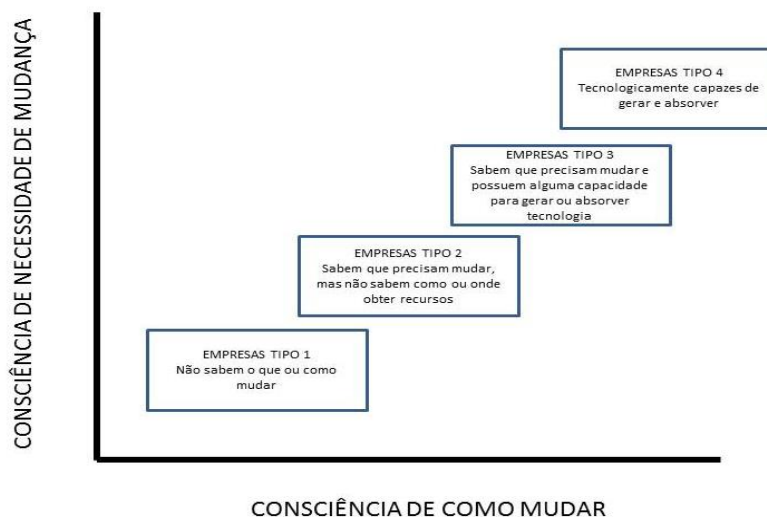 CONSCIÊNCIA DE NECESSIDADE DE MUDANÇA
EMPRESAS TIPO 4
Tecnologicamente capazes de
gerar e absorver
EMPRESAS TIPO 3
Sabem que precisam mudar e
possuem alguma capacidade
para gerar ou absorver
tecnologia
EMPRESAS TIPO 2
Sabem que precisam mudar,
mas não sabem como ou onde
obter recursos
EMPRESAS TIPO 1
Não sabem o que ou como
mudar
CONSCIÊNCIA DE COMO MUDAR